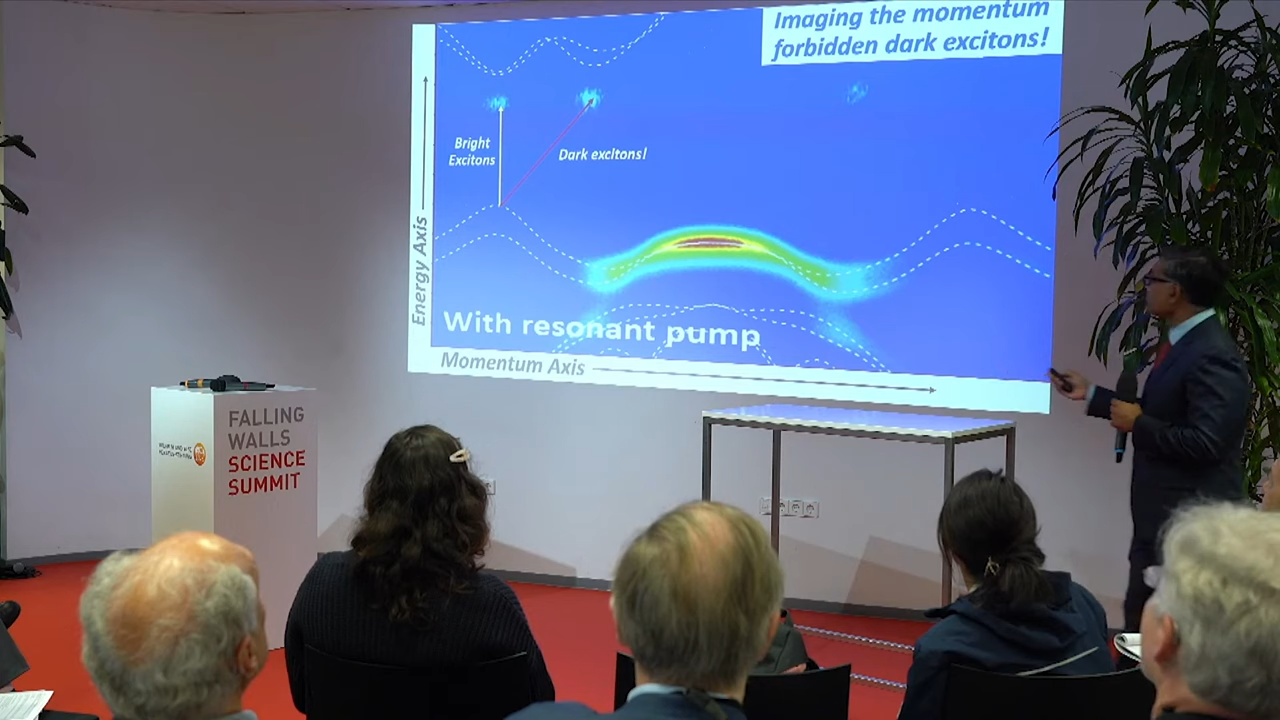 Imaging the momentum
forbidden dark excitons!
Bright
Excitons
Dark excitons!
Energy Axis
With resonant pump
Momentum Axis
FALLING
WALLS
SCIENCE
SUMMIT